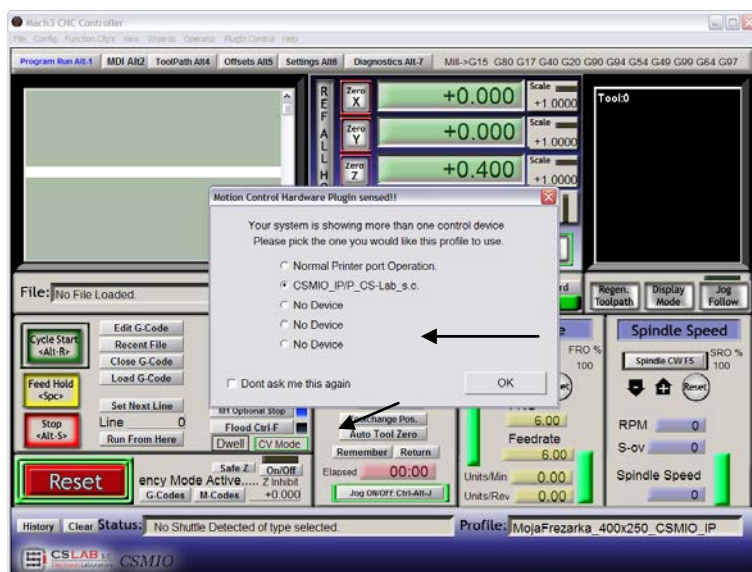 Mach3 CNC Controller
File Config Function Cfg's View Wizards Operator PlugIn Control Help
Program Run Alt-1 MDI Alt2 ToolPath Alt4 Offsets Alt5 Settings Alt6 Diagnostics Alt-7 Mill->G15 G80 G17 G40 G20 G90 G94 G54 G49 G99 G64 G97
REF ALL H
Zero X +0.000 Scale +1.0000
Zero Y +0.000 Scale +1.0000
Zero Z +0.400 Scale +1.0000
Tool:0
Motion Control Hardware PlugIn sensed!!
Your system is showing more than one control device
Please pick the one you would like this profile to use.
Normal Printer port Operation.
CSMIO_IP/P_CS-Lab_s.c.
No Device
No Device
No Device
Dont ask me this again
OK
File: No File Loaded.
Regen. Toolpath
Display Mode
Jog Follow
Cycle Start <Alt-R>
Feed Hold <Spc>
Stop <Alt-S>
Edit G-Code
Recent File
Close G-Code
Load G-Code
Set Next Line
Line 0
Run From Here
M1 Optional Stop
Flood Ctrl-F
Dwell CV Mode
Auto Tool Zero
Remember Return
Elapsed 00:00
Jog ON/OFF Ctrl-Alt-J
FRO %
100
Reset
6.00
Feedrate
6.00
Units/Min 0.00
Units/Rev 0.00
Spindle Speed
Spindle CW F5
SRO %
100
Reset
RPM 0
S-ov 0
Spindle Speed
0
Reset
ency Mode Active.....
G-Codes M-Codes
Safe Z On/Off
Z Inhibit
+0.000
History Clear Status: No Shuttle Detected of type selected. Profile: MojaFrezarka_400x250_CSMIO_IP
CSLAB s.c.
CSMIO